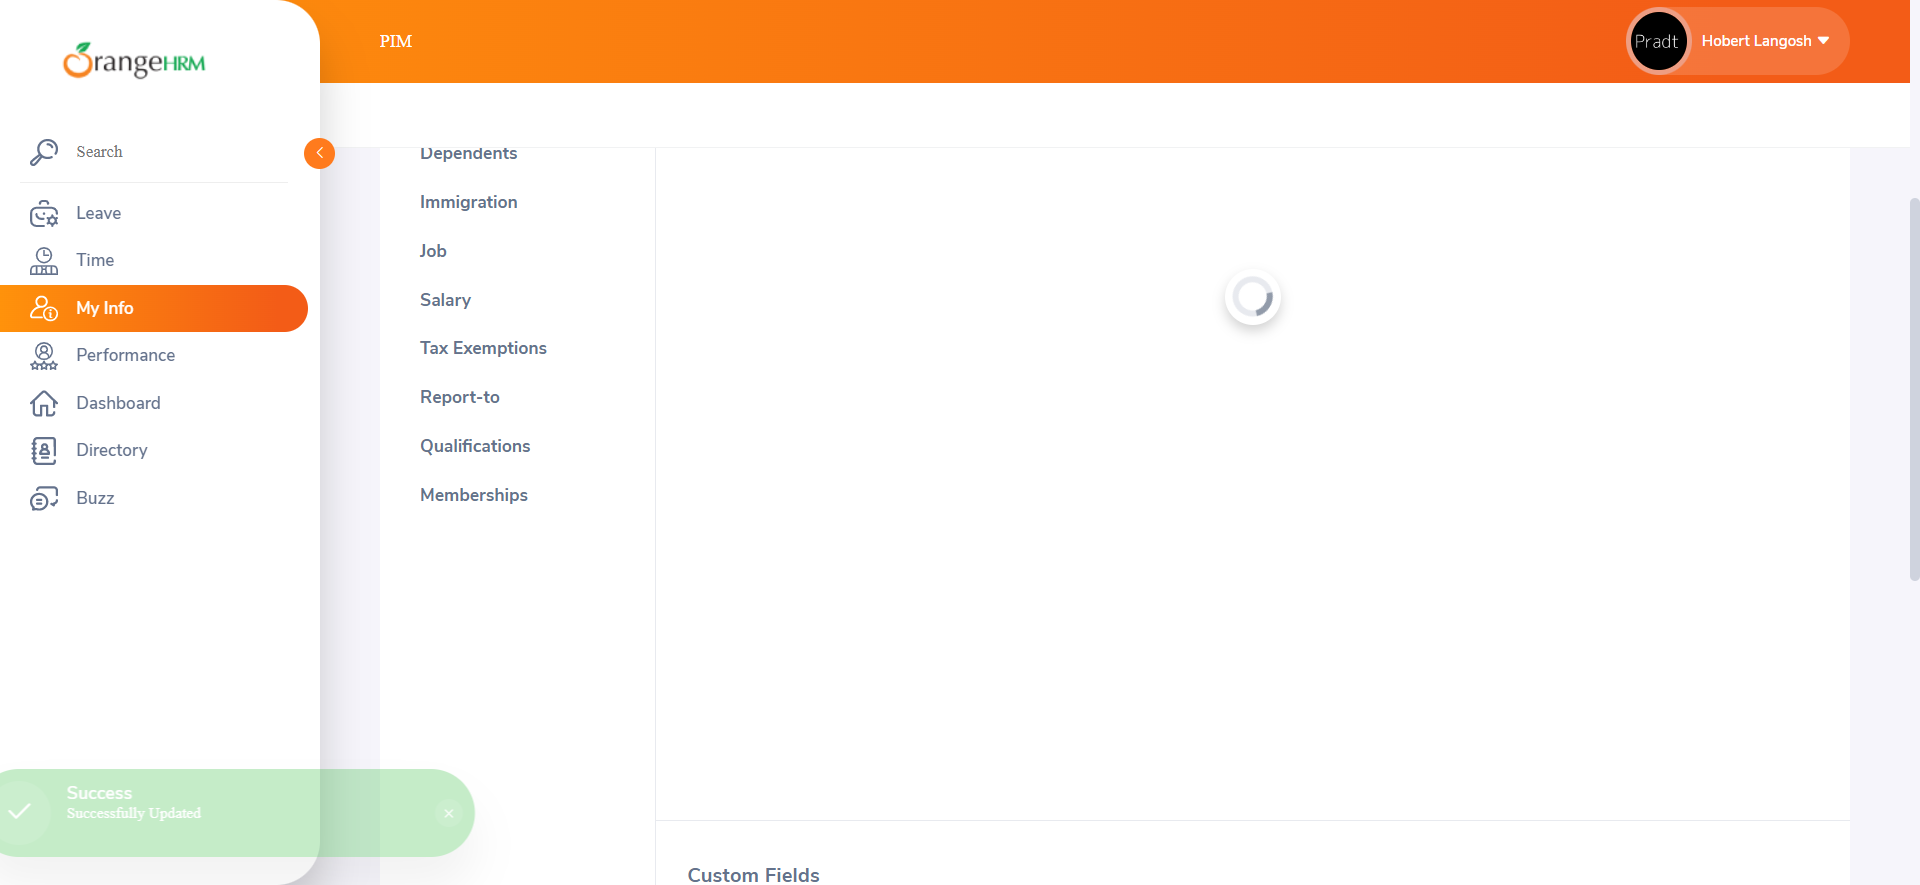 OrangeHRM
PIM
Pradt
Hobert Langosh
Search
Leave
Time
My Info
Performance
Dashboard
Directory
Buzz
Dependents
Immigration
Job
Salary
Tax Exemptions
Report-to
Qualifications
Memberships
Success
Successfully Updated
Custom Fields